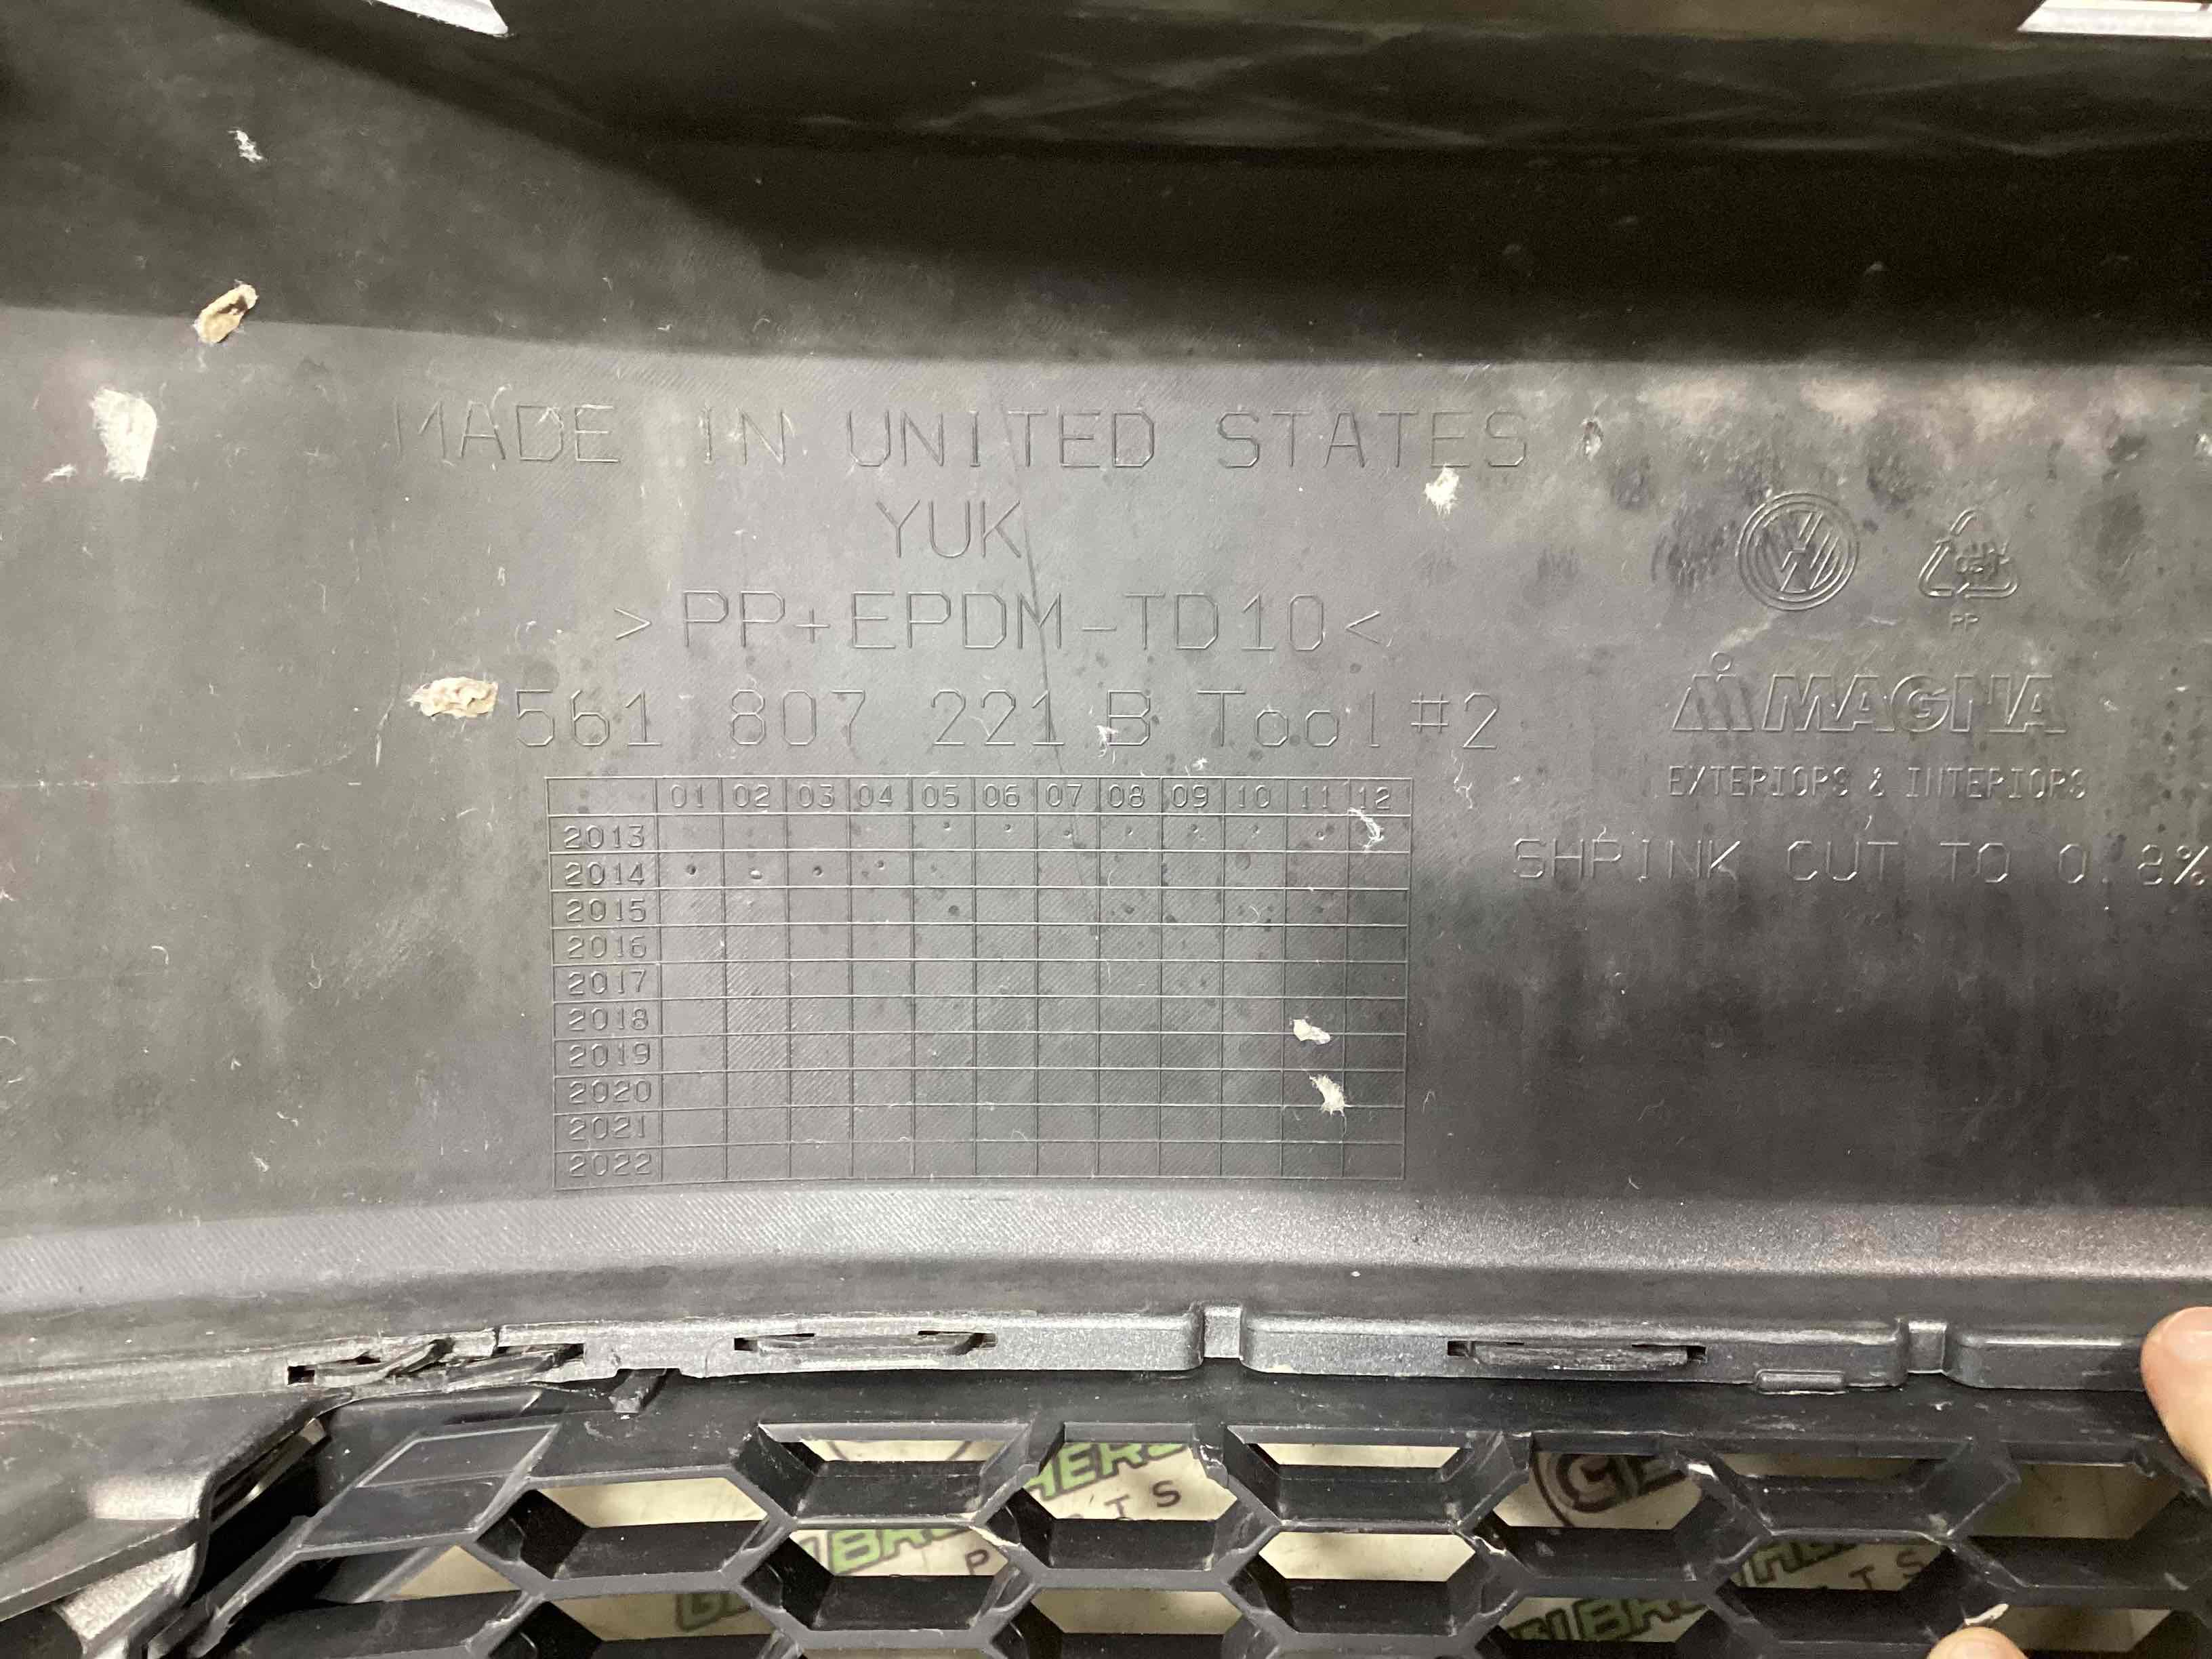 MADE IN UNITED STATES
YUK
>PP+EPDM-TD10<
561 807 221 B Tool #2
PP
MAGNA
EXTERIORS & INTERIORS
SHRINK CUT TO 0.8%
01 02 03 04 05 06 07 08 09 10 11 12
2013
2014
2015
2016
2017
2018
2019
2020
2021
2022